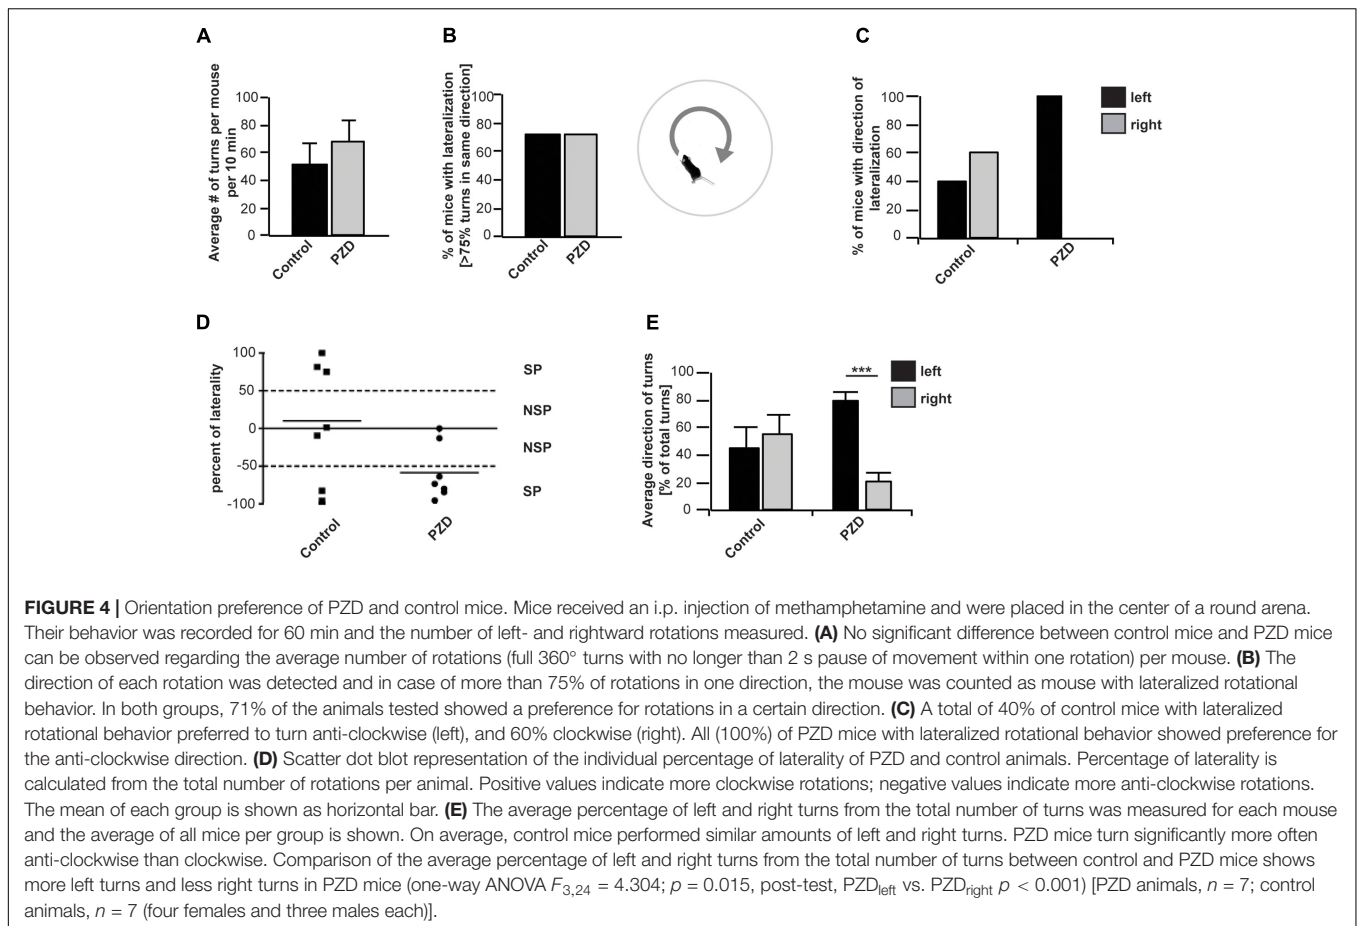 A
Average # of turns per mouse
per 10 min
100
80
60
40
20
0
Control
PZD
B
% of mice with lateralization
[>75% turns in same direction]
100
80
60
40
20
0
Control
PZD
C
% of mice with direction of
lateralization
100
80
60
40
20
0
Control
PZD
left
right
D
percent of laterality
100
50
0
-50
-100
SP
NSP
NSP
SP
Control
PZD
E
Average direction of turns
[% of total turns]
100
80
60
40
20
0
***
Control
PZD
left
right
FIGURE 4 | Orientation preference of PZD and control mice. Mice received an i.p. injection of methamphetamine and were placed in the center of a round arena.
Their behavior was recorded for 60 min and the number of left- and rightward rotations measured. (A) No significant difference between control mice and PZD mice
can be observed regarding the average number of rotations (full 360° turns with no longer than 2 s pause of movement within one rotation) per mouse. (B) The
direction of each rotation was detected and in case of more than 75% of rotations in one direction, the mouse was counted as mouse with lateralized rotational
behavior. In both groups, 71% of the animals tested showed a preference for rotations in a certain direction. (C) A total of 40% of control mice with lateralized
rotational behavior preferred to turn anti-clockwise (left), and 60% clockwise (right). All (100%) of PZD mice with lateralized rotational behavior showed preference for
the anti-clockwise direction. (D) Scatter dot blot representation of the individual percentage of laterality of PZD and control animals. Percentage of laterality is
calculated from the total number of rotations per animal. Positive values indicate more clockwise rotations; negative values indicate more anti-clockwise rotations.
The mean of each group is shown as horizontal bar. (E) The average percentage of left and right turns from the total number of turns was measured for each mouse
and the average of all mice per group is shown. On average, control mice performed similar amounts of left and right turns. PZD mice turn significantly more often
anti-clockwise than clockwise. Comparison of the average percentage of left and right turns from the total number of turns between control and PZD mice shows
more left turns and less right turns in PZD mice (one-way ANOVA F3,24 = 4.304; p = 0.015, post-test, PZDleft vs. PZDright p < 0.001) [PZD animals, n = 7; control
animals, n = 7 (four females and three males each)].